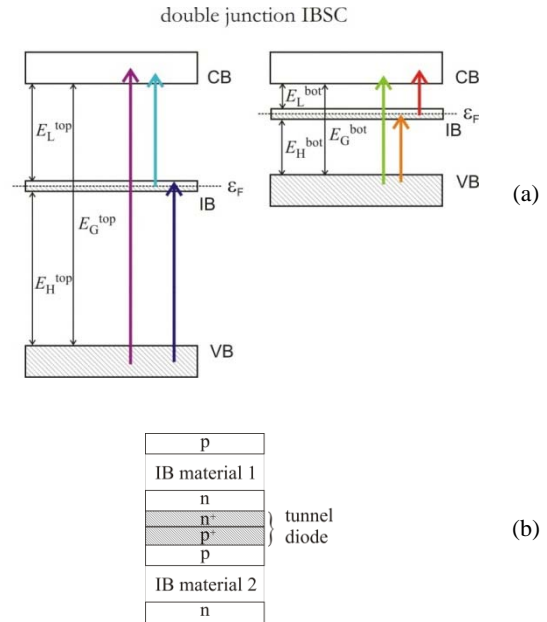 double junction IBSC
CB
E_L^top
ε_F
IB
E_G^top
E_H^top
VB
CB
E_L^bot
ε_F
IB
E_H^bot
E_G^bot
VB
(a)
p
IB material 1
n
n⁺
p⁺
tunnel
diode
p
IB material 2
n
(b)